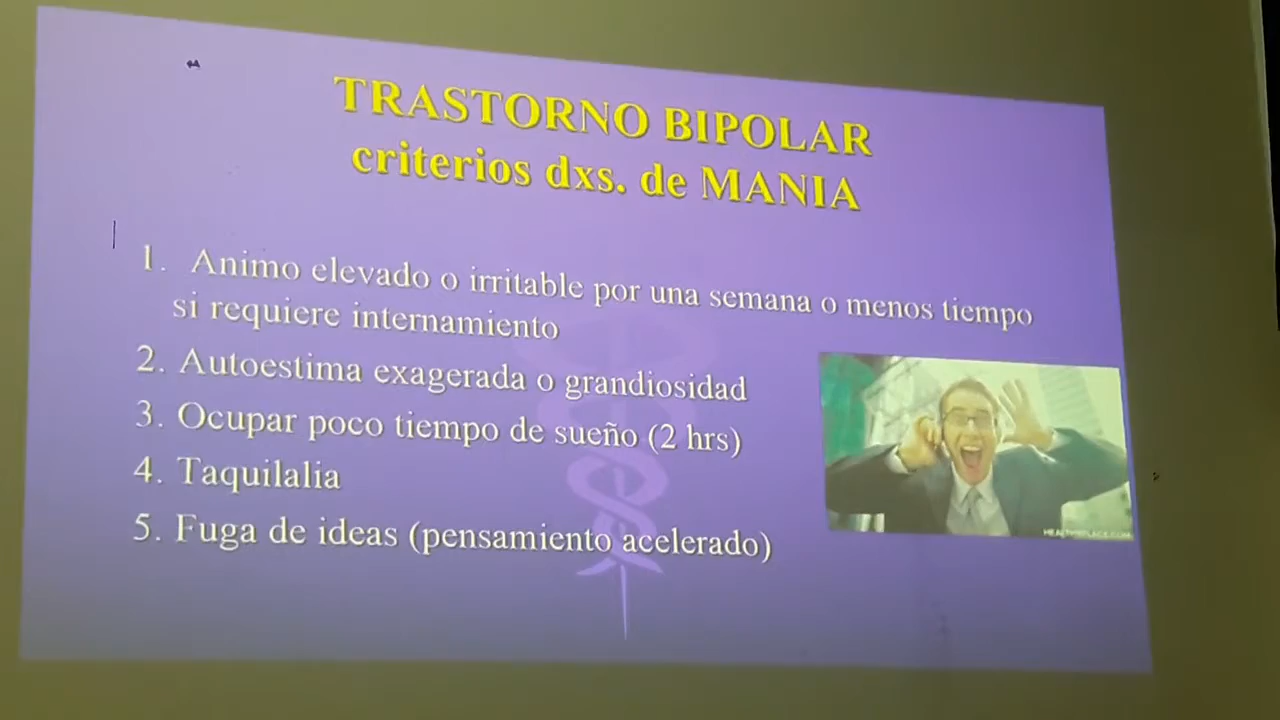 TRASTORNO BIPOLAR
criterios dxs. de MANIA
1. Animo elevado o irritable por una semana o menos tiempo
si requiere internamiento
2. Autoestima exagerada o grandiosidad
3. Ocupar poco tiempo de sueño (2 hrs)
4. Taquilalia
5. Fuga de ideas (pensamiento acelerado)
HEALTHYPLACE.COM